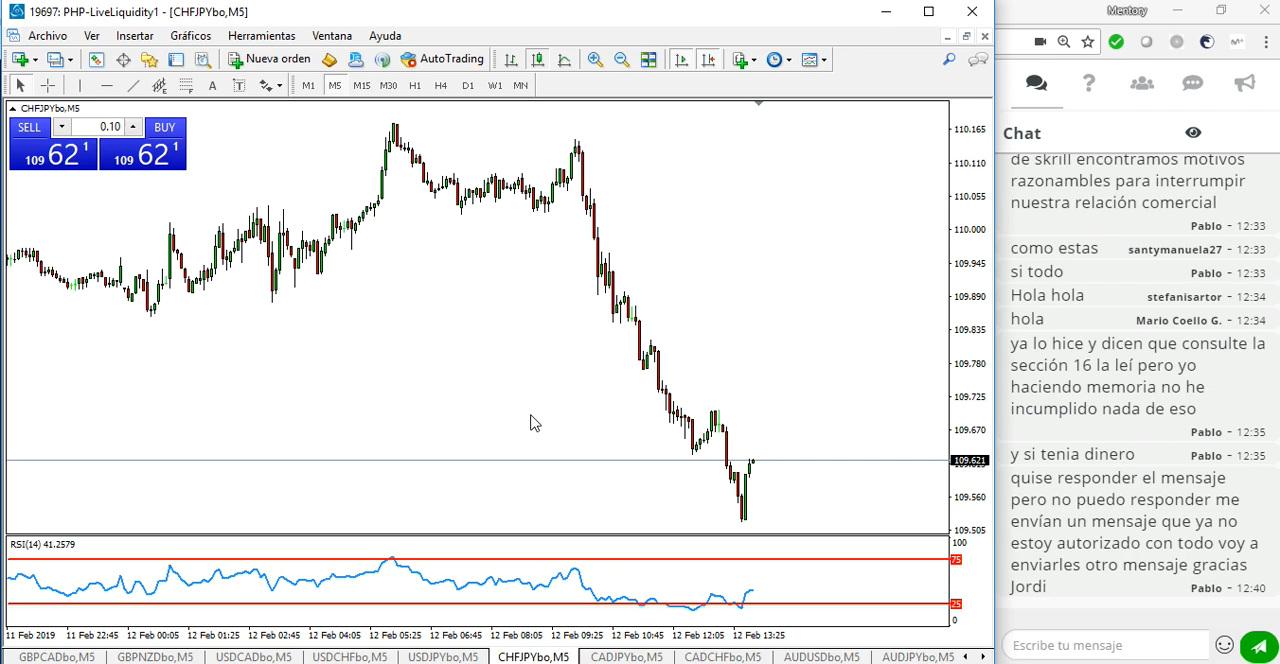 19697: PHP-LiveLiquidity1 - [CHFJPYbo,M5]
Mentory
Archivo Ver Insertar Gráficos Herramientas Ventana Ayuda
Nueva orden AutoTrading
A T M1 M5 M15 M30 H1 H4 D1 W1 MN
CHFJPYbo,M5
SELL 0.10 BUY
109 62 1 109 62 1
110.165
110.110
110.055
110.000
109.945
109.890
109.835
109.780
109.725
109.670
109.621
109.560
109.505
RSI(14) 41.2579
100
75
25
0
11 Feb 2019 11 Feb 22:45 12 Feb 00:05 12 Feb 01:25 12 Feb 02:45 12 Feb 04:05 12 Feb 05:25 12 Feb 06:45 12 Feb 08:05 12 Feb 09:25 12 Feb 10:45 12 Feb 12:05 12 Feb 13:25
GBPCADbo,M5 GBPNZDbo,M5 USDCADbo,M5 USDCHFbo,M5 USDJPYbo,M5 CHFJPYbo,M5 CADJPYbo,M5 CADCHFbo,M5 AUDUSDbo,M5 AUDJPYbo,M5
Chat
de skrill encontramos motivos
razonambles para interrumpir
nuestra relación comercial
Pablo - 12:33
como estas santymanuela27 - 12:33
si todo Pablo - 12:33
Hola hola stefanisartor - 12:34
hola Mario Coello G. - 12:34
ya lo hice y dicen que consulte la
sección 16 la leí pero yo
haciendo memoria no he
incumplido nada de eso
Pablo - 12:35
y si tenia dinero Pablo - 12:35
quise responder el mensaje
pero no puedo responder me
envían un mensaje que ya no
estoy autorizado con todo voy a
enviarles otro mensaje gracias
Jordi Pablo - 12:40
Escribe tu mensaje